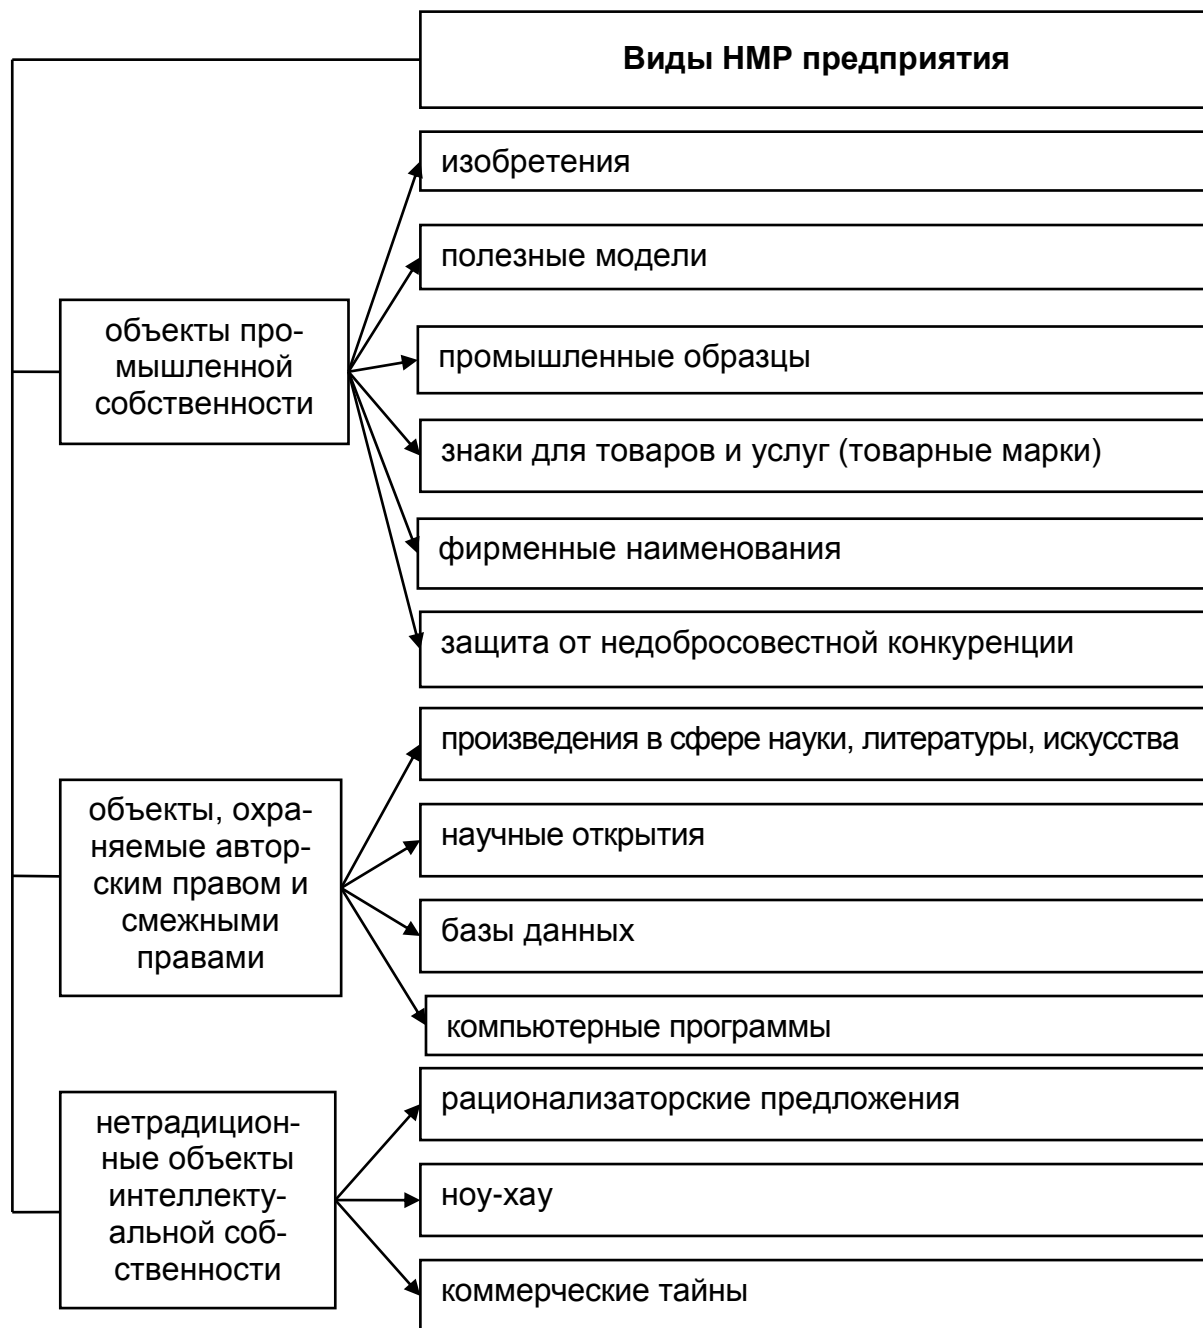 Виды НМР предприятия
изобретения
полезные модели
объекты про-
мышленной
собственности
промышленные образцы
знаки для товаров и услуг (товарные марки)
фирменные наименования
защита от недобросовестной конкуренции
произведения в сфере науки, литературы, искусства
объекты, охра-
няемые автор-
ским правом и
смежными
правами
научные открытия
базы данных
компьютерные программы
нетрадицион-
ные объекты
интеллекту-
альной соб-
ственности
рационализаторские предложения
ноу-хау
коммерческие тайны